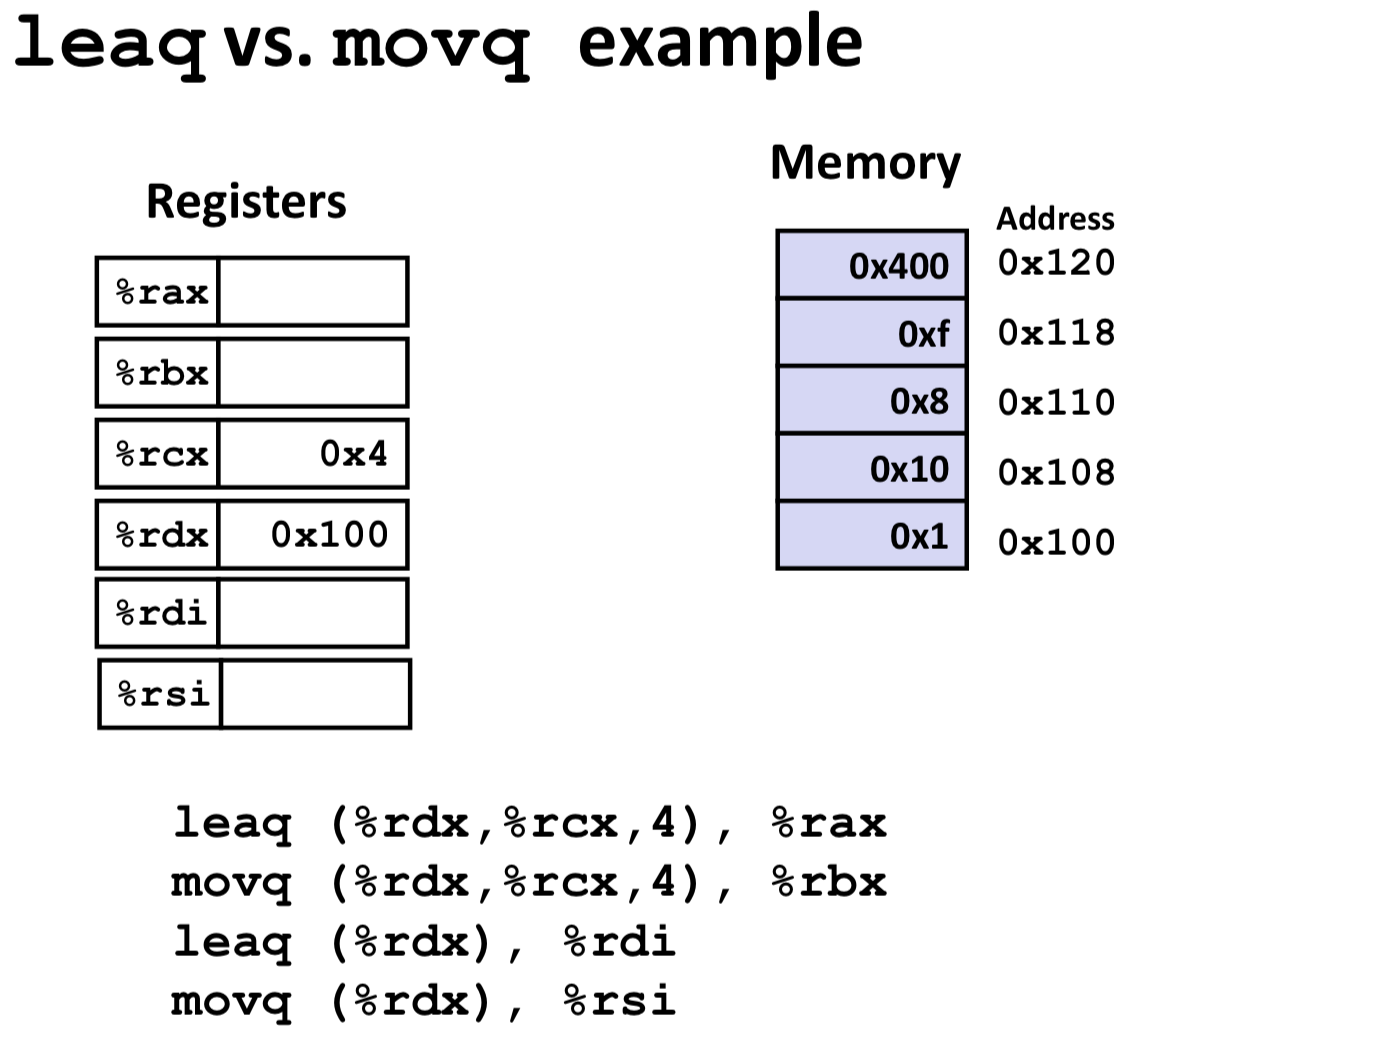 leaq vs. movq example
Registers
%rax
%rbx
%rcx 0x4
%rdx 0x100
%rdi
%rsi
Memory
Address
0x400 0x120
0xf 0x118
0x8 0x110
0x10 0x108
0x1 0x100
leaq (%rdx,%rcx,4), %rax
movq (%rdx,%rcx,4), %rbx
leaq (%rdx), %rdi
movq (%rdx), %rsi